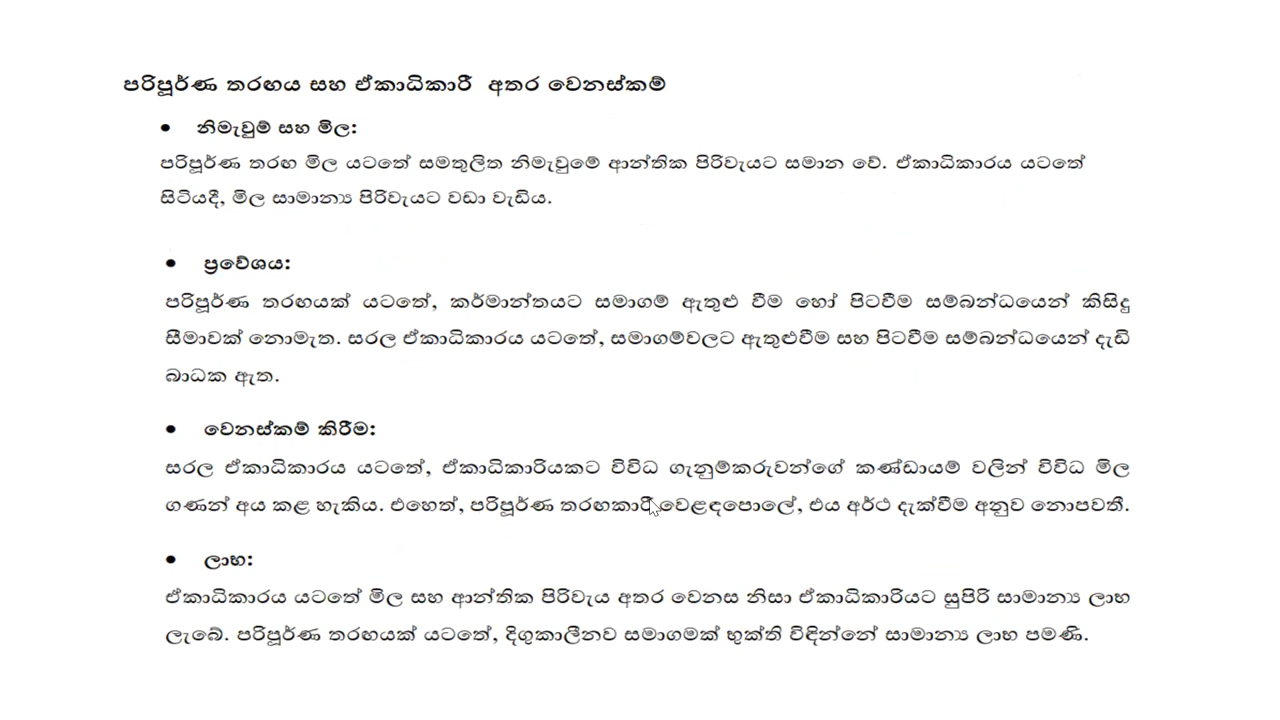 පරිපූර්ණ තරඟය සහ ඒකාධිකාරී අතර වෙනස්කම්
• නිමැවුම් සහ මිල:
පරිපූර්ණ තරඟ මිල යටතේ සමතුලිත නිමැවුමේ ආන්තික පිරිවැයට සමාන වේ. ඒකාධිකාරය යටතේ
සිටියදී, මිල සාමාන්‍ය පිරිවැයට වඩා වැඩිය.
• ප්‍රවේශය:
පරිපූර්ණ තරඟයක් යටතේ, කර්මාන්තයට සමාගම් ඇතුළු වීම හෝ පිටවීම සම්බන්ධයෙන් කිසිදු
සීමාවක් නොමැත. සරල ඒකාධිකාරය යටතේ, සමාගම්වලට ඇතුළුවීම සහ පිටවීම සම්බන්ධයෙන් දැඩි
බාධක ඇත.
• වෙනස්කම් කිරීම:
සරල ඒකාධිකාරය යටතේ, ඒකාධිකාරියකට විවිධ ගැනුම්කරුවන්ගේ කණ්ඩායම් වලින් විවිධ මිල
ගණන් අය කළ හැකිය. එහෙත්, පරිපූර්ණ තරඟකාරී වෙළඳපොලේ, එය අර්ථ දැක්වීම අනුව නොපවතී.
• ලාභ:
ඒකාධිකාරය යටතේ මිල සහ ආන්තික පිරිවැය අතර වෙනස නිසා ඒකාධිකාරියට සුපිරි සාමාන්‍ය ලාභ
ලැබේ. පරිපූර්ණ තරඟයක් යටතේ, දිගුකාලීනව සමාගමක් භුක්ති විඳින්නේ සාමාන්‍ය ලාභ පමණි.